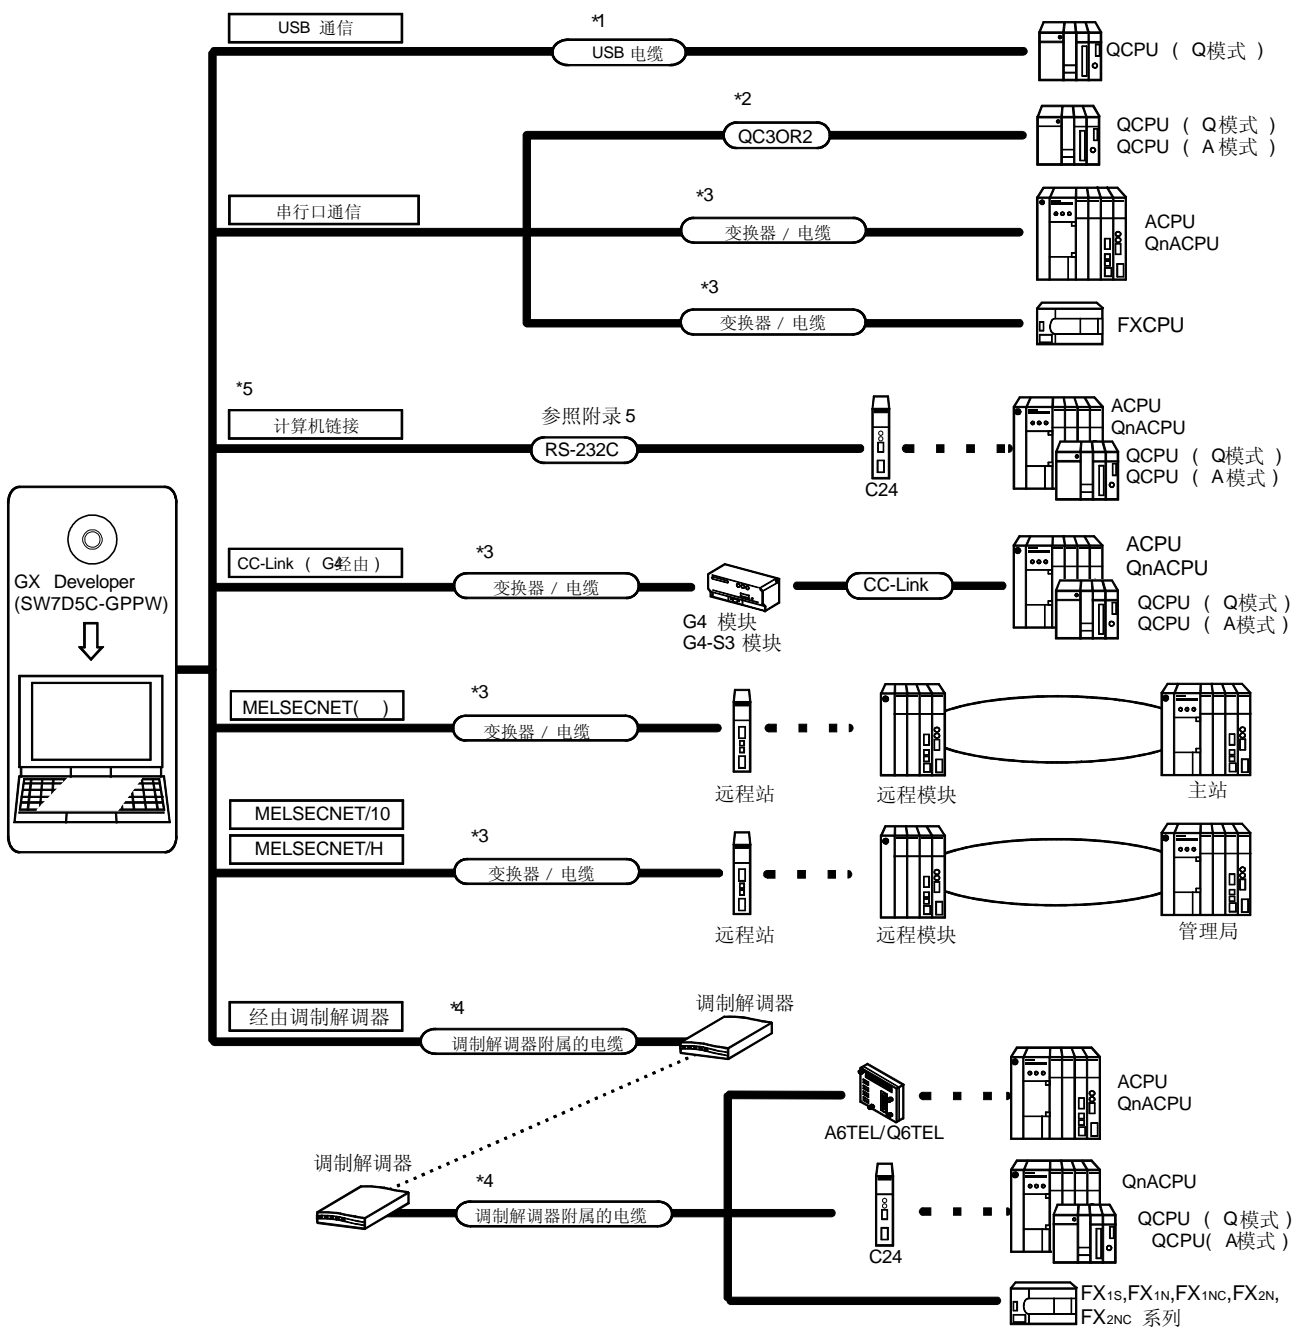 USB 通信
*1
USB 电缆
QCPU ( Q模式 )
*2
QC3OR2
QCPU ( Q模式 )
QCPU ( A模式 )
串行口通信
*3
变换器 / 电缆
ACPU
QnACPU
*3
变换器 / 电缆
FXCPU
*5
计算机链接
参照附录 5
RS-232C
C24
ACPU
QnACPU
QCPU ( Q模式 )
QCPU ( A模式 )
GX Developer
(SW7D5C-GPPW)
CC-Link ( G4经由 )
*3
变换器 / 电缆
G4 模块
G4-S3 模块
CC-Link
ACPU
QnACPU
QCPU ( Q模式 )
QCPU ( A模式 )
MELSECNET( )
*3
变换器 / 电缆
远程站
远程模块
主站
MELSECNET/10
MELSECNET/H
*3
变换器 / 电缆
远程站
远程模块
管理局
经由调制解调器
*4
调制解调器附属的电缆
调制解调器
A6TEL/Q6TEL
ACPU
QnACPU
调制解调器
*4
调制解调器附属的电缆
C24
QnACPU
QCPU ( Q模式 )
QCPU( A模式 )
FX1S,FX1N,FX1NC,FX2N,
FX2NC 系列